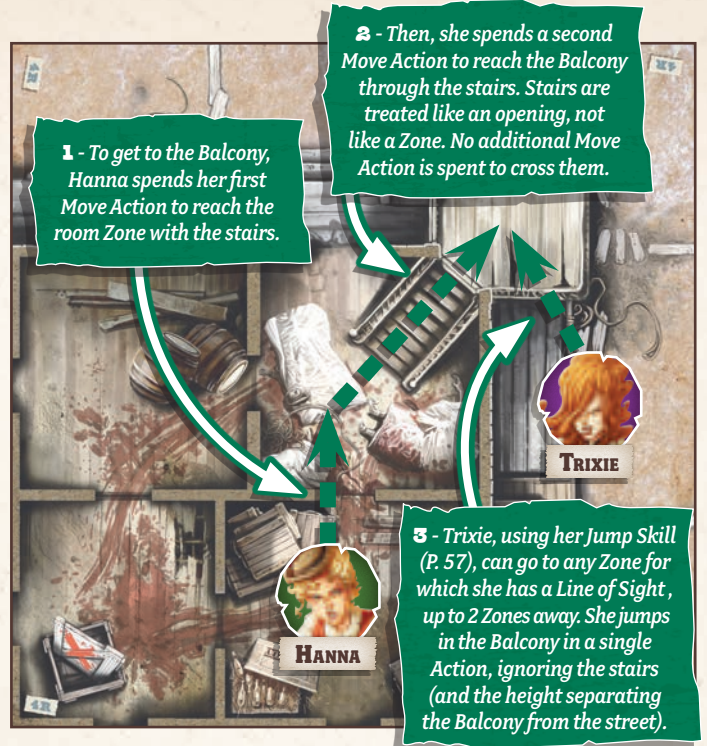 1 - To get to the Balcony,
Hanna spends her first
Move Action to reach the
room Zone with the stairs.
2 - Then, she spends a second
Move Action to reach the Balcony
through the stairs. Stairs are
treated like an opening, not
like a Zone. No additional Move
Action is spent to cross them.
TRIXIE
3 - Trixie, using her Jump Skill
(P. 57), can go to any Zone for
which she has a Line of Sight ,
up to 2 Zones away. She jumps
in the Balcony in a single
Action, ignoring the stairs
(and the height separating
the Balcony from the street).
HANNA
4R
4R
4R